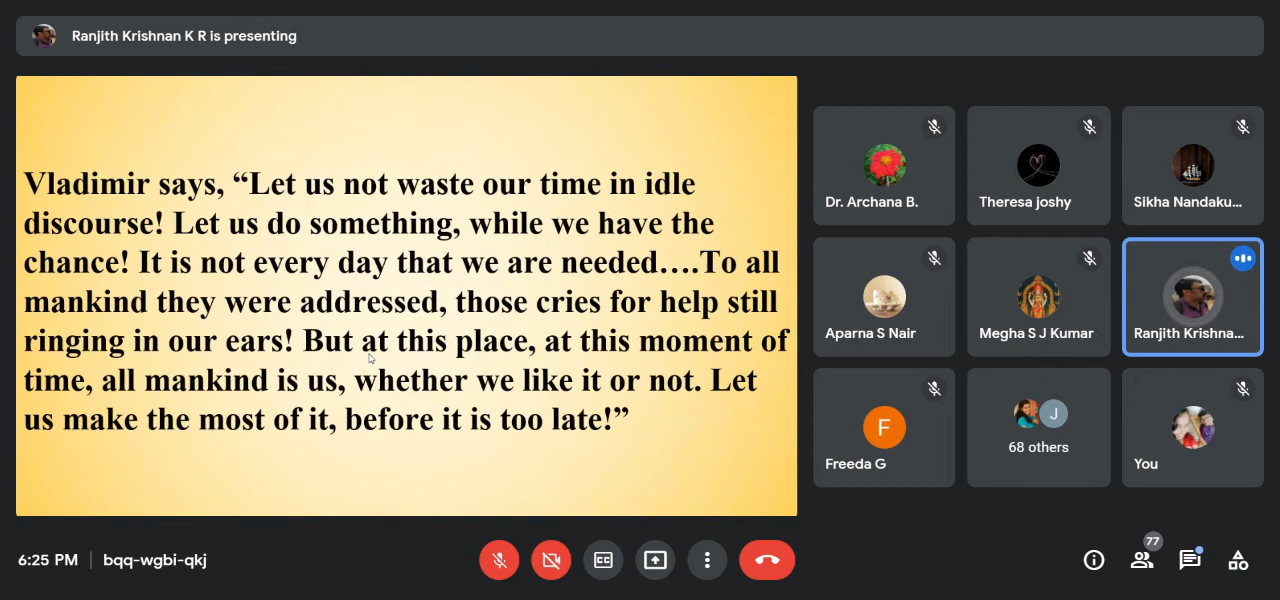 Ranjith Krishnan K R is presenting
Vladimir says, “Let us not waste our time in idle
discourse! Let us do something, while we have the
chance! It is not every day that we are needed….To all
mankind they were addressed, those cries for help still
ringing in our ears! But at this place, at this moment of
time, all mankind is us, whether we like it or not. Let
us make the most of it, before it is too late!”
Dr. Archana B.
Theresa joshy
Sikha Nandaku...
Aparna S Nair
Megha S J Kumar
Ranjith Krishna...
F
Freeda G
J
68 others
You
6:25 PM
bqq-wgbi-qkj
CC
77